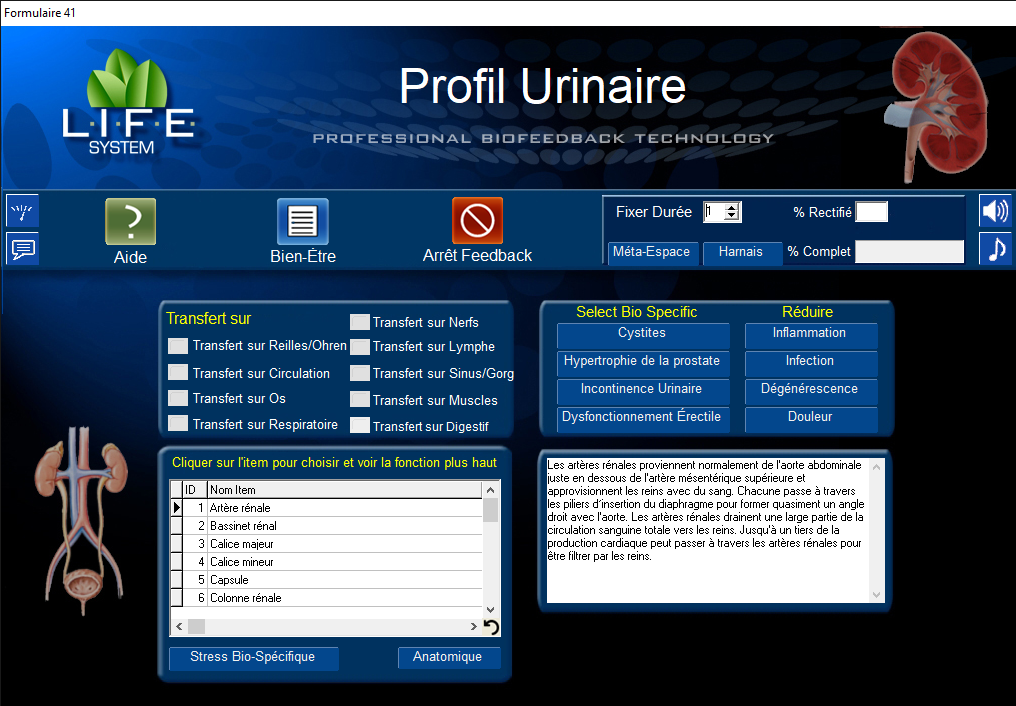 Formulaire 41
L·I·F·E
SYSTEM
Profil Urinaire
PROFESSIONAL BIOFEEDBACK TECHNOLOGY
?
Aide
Bien-Être
Arrêt Feedback
Fixer Durée 1
% Rectifié
Méta-Espace
Harnais
% Complet
Transfert sur
Transfert sur Reilles/Ohren
Transfert sur Circulation
Transfert sur Os
Transfert sur Respiratoire
Transfert sur Nerfs
Transfert sur Lymphe
Transfert sur Sinus/Gorg
Transfert sur Muscles
Transfert sur Digestif
Select Bio Specific
Cystites
Hypertrophie de la prostate
Incontinence Urinaire
Dysfonctionnement Érectile
Réduire
Inflammation
Infection
Dégénérescence
Douleur
Cliquer sur l'item pour choisir et voir la fonction plus haut
ID Nom Item
1 Artère rénale
2 Bassinet rénal
3 Calice majeur
4 Calice mineur
5 Capsule
6 Colonne rénale
Stress Bio-Spécifique
Anatomique
Les artères rénales proviennent normalement de l'aorte abdominale
juste en dessous de l'artère mésentérique supérieure et
approvisionnent les reins avec du sang. Chacune passe à travers
les piliers d'insertion du diaphragme pour former quasiment un angle
droit avec l'aorte. Les artères rénales drainent une large partie de la
circulation sanguine totale vers les reins. Jusqu'à un tiers de la
production cardiaque peut passer à travers les artères rénales pour
être filtrer par les reins.